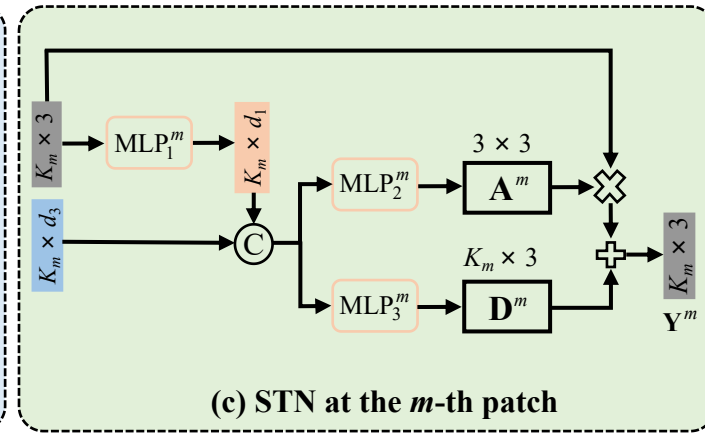 K_m × 3
MLP_1^m
K_m × d_1
3 × 3
MLP_2^m
A^m
K_m × d_3
C
K_m × 3
K_m × 3
MLP_3^m
D^m
Y^m
(c) STN at the m-th patch